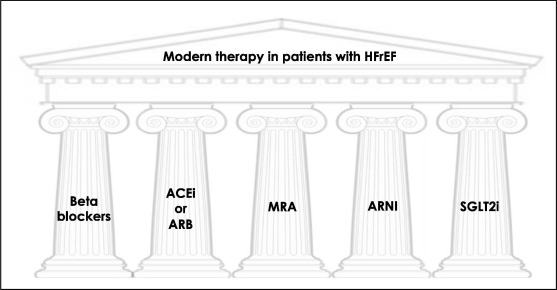 Modern therapy in patients with HFrEF
Beta
blockers
ACEi
or
ARB
MRA
ARNI
SGLT2i